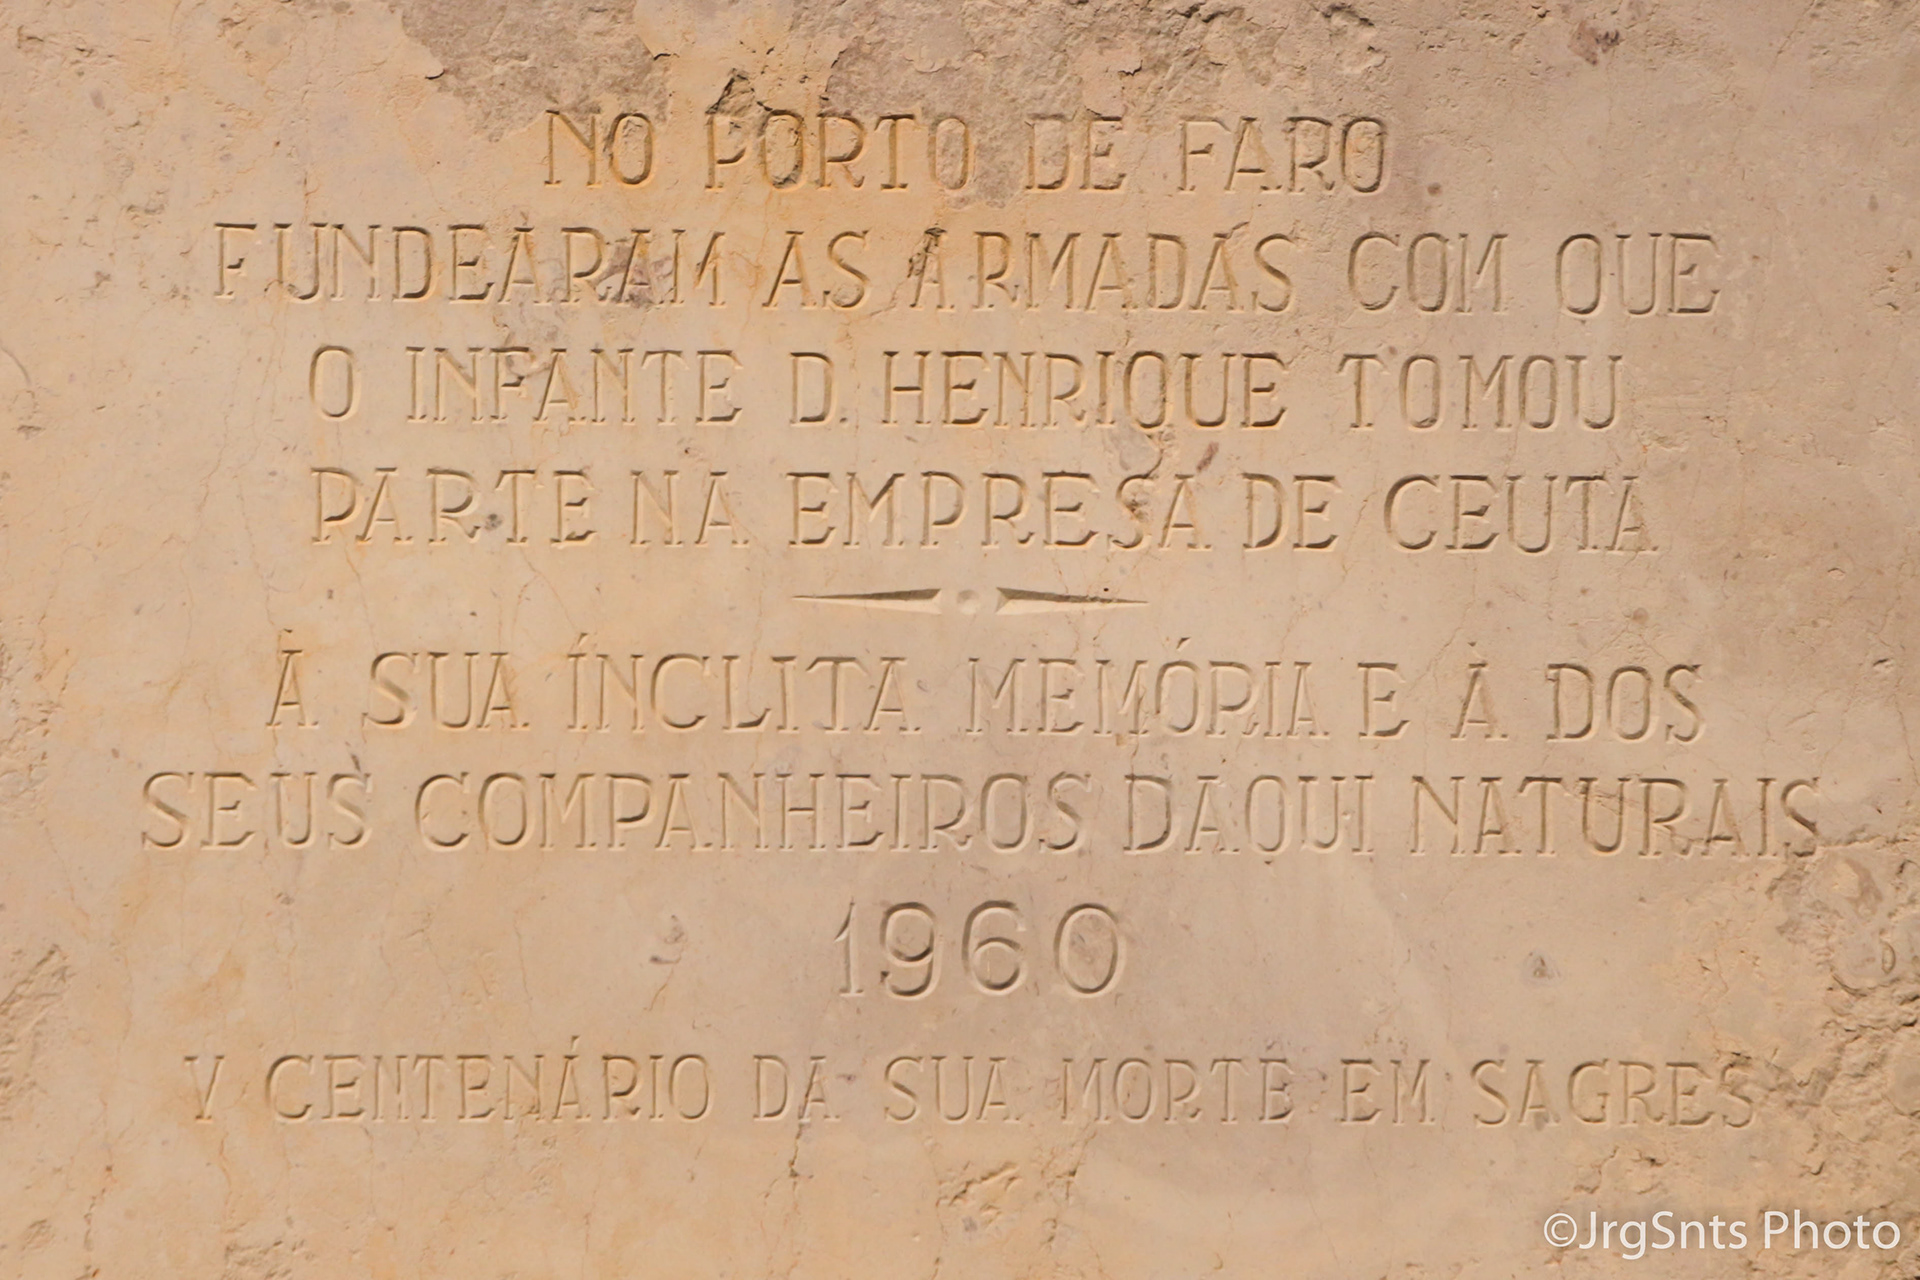 NO PORTO DE FARO
FUNDEARAM AS ARMADAS COM QUE
O INFANTE D. HENRIQUE TOMOU
PARTE NA EMPRESA DE CEUTA
À SUA ÍNCLITA MEMÓRIA E À DOS
SEUS COMPANHEIROS DAQUI NATURAIS
1960
V CENTENÁRIO DA SUA MORTE EM SAGRES
©JrgSnts Photo